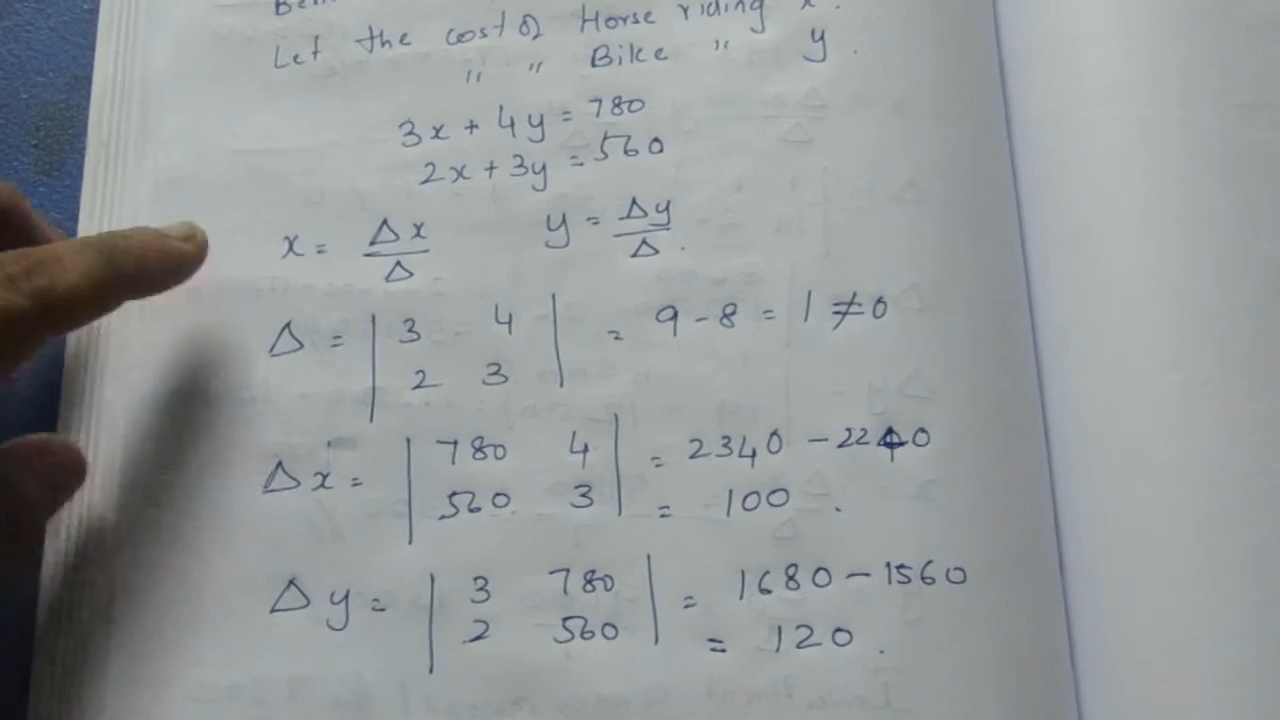 Let the cost of Horse riding x.
" " Bike " y.
3x + 4y = 780
2x + 3y = 560
x = Δx/Δ y = Δy/Δ.
Δ = | 3 4 | = 9 - 8 = 1 ≠ 0
2 3
Δx = | 780 4 | = 2340 - 2240
560 3 = 100.
Δy = | 3 780 | = 1680 - 1560
2 560 = 120.